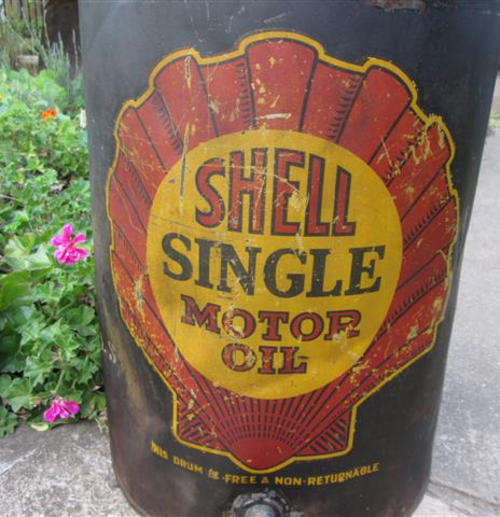 SHELL
SINGLE
MOTOR
OIL
THIS DRUM IS FREE & NON-RETURNABLE